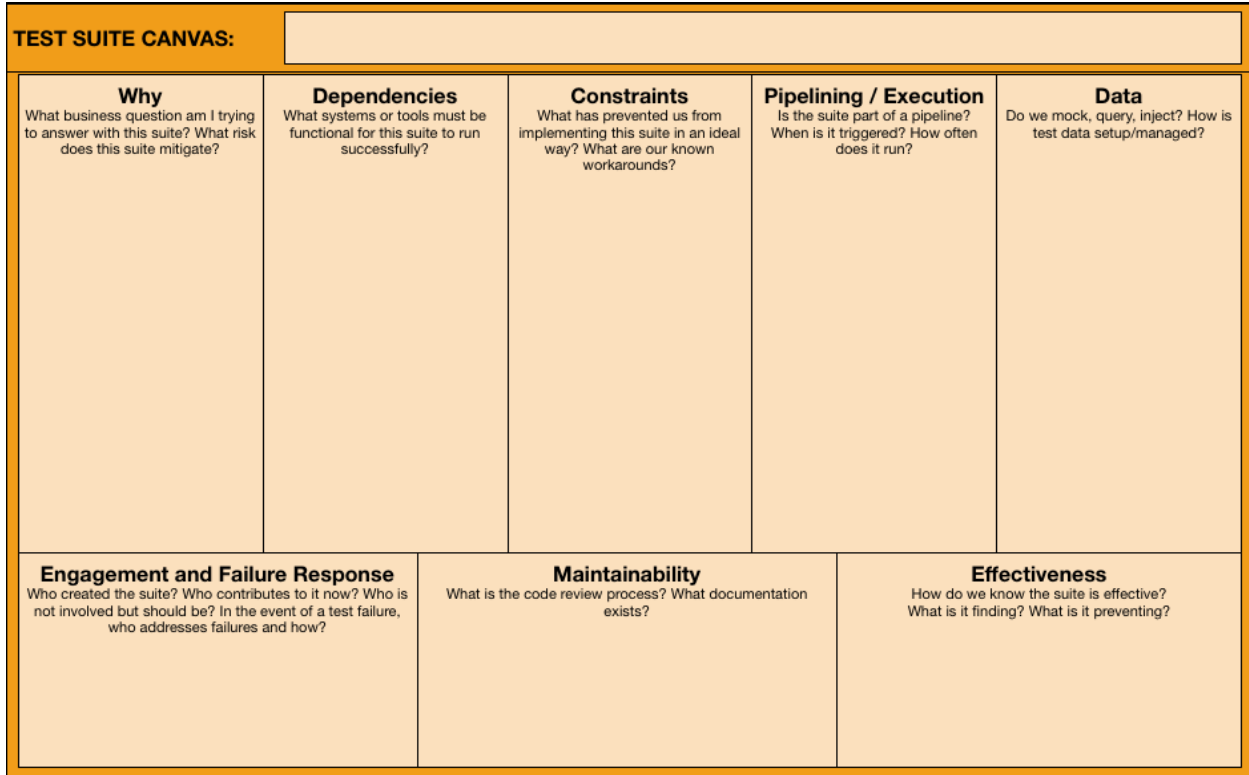 TEST SUITE CANVAS:
Why
What business question am I trying
to answer with this suite? What risk
does this suite mitigate?
Dependencies
What systems or tools must be
functional for this suite to run
successfully?
Constraints
What has prevented us from
implementing this suite in an ideal
way? What are our known
workarounds?
Pipelining / Execution
Is the suite part of a pipeline?
When is it triggered? How often
does it run?
Data
Do we mock, query, inject? How is
test data setup/managed?
Engagement and Failure Response
Who created the suite? Who contributes to it now? Who is
not involved but should be? In the event of a test failure,
who addresses failures and how?
Maintainability
What is the code review process? What documentation
exists?
Effectiveness
How do we know the suite is effective?
What is it finding? What is it preventing?